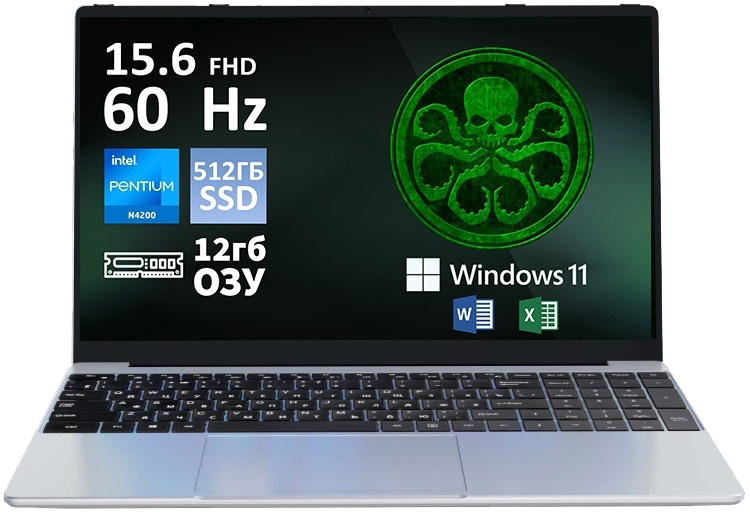 15.6 FHD
60 Hz
intel.
PENTIUM
N4200
512ГБ
SSD
12гб
ОЗУ
Windows 11
W
X